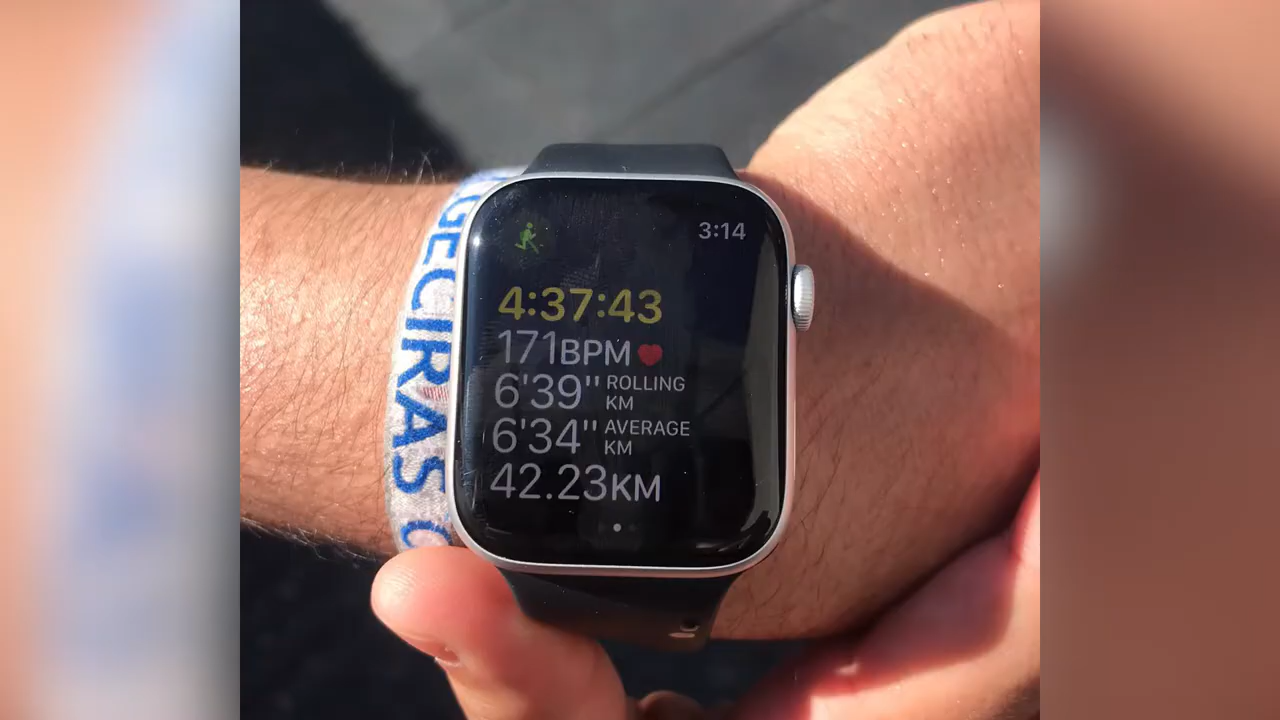 3:14
4:37:43
171BPM
6'39" ROLLING KM
6'34" AVERAGE KM
42.23KM
GECIRAS